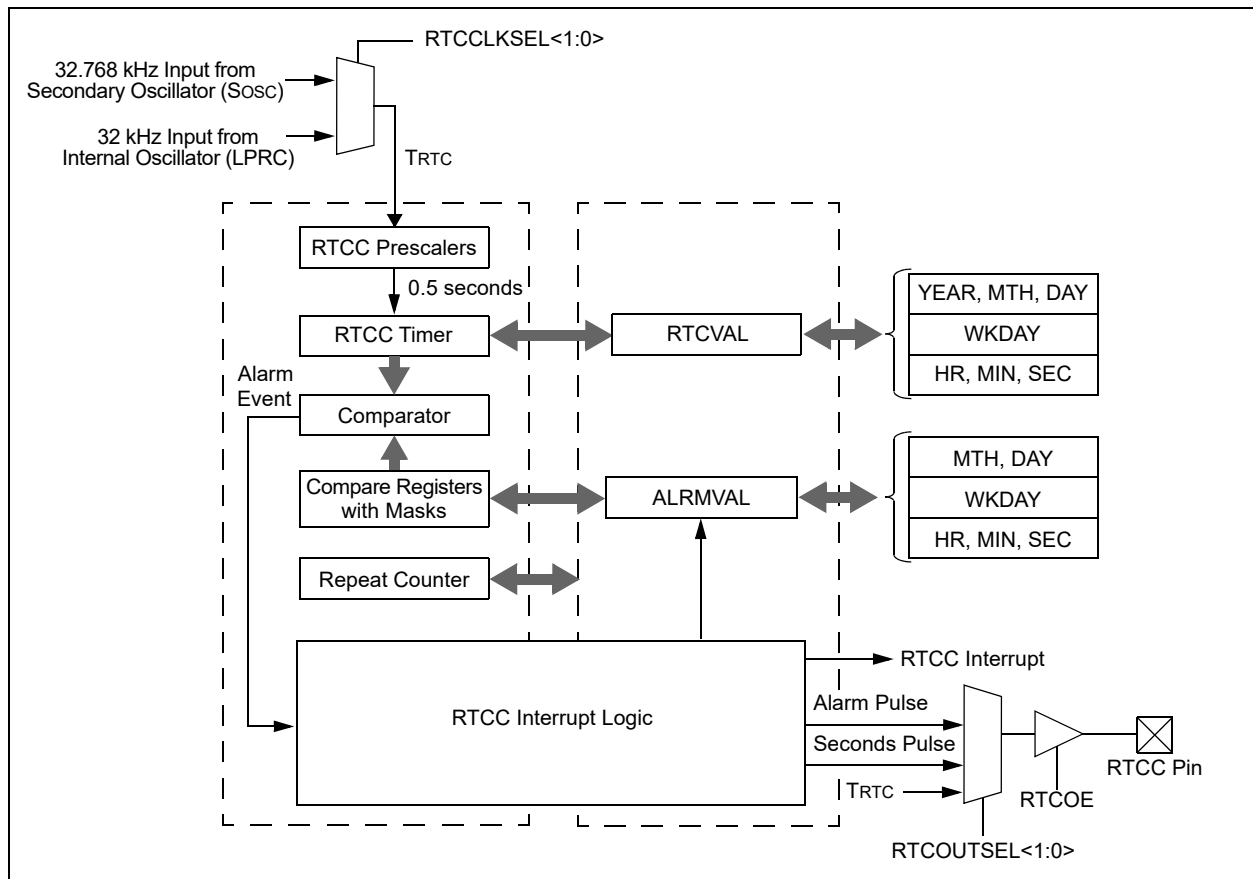 RTCCLKSEL<1:0>
32.768 kHz Input from
Secondary Oscillator (SOSC)
32 kHz Input from
Internal Oscillator (LPRC)
TRTC
RTCC Prescalers
0.5 seconds
RTCC Timer
RTCVAL
YEAR, MTH, DAY
WKDAY
HR, MIN, SEC
Alarm
Event
Comparator
Compare Registers
with Masks
ALRMVAL
MTH, DAY
WKDAY
HR, MIN, SEC
Repeat Counter
RTCC Interrupt Logic
RTCC Interrupt
Alarm Pulse
Seconds Pulse
TRTC
RTCC Pin
RTCOE
RTCOUTSEL<1:0>